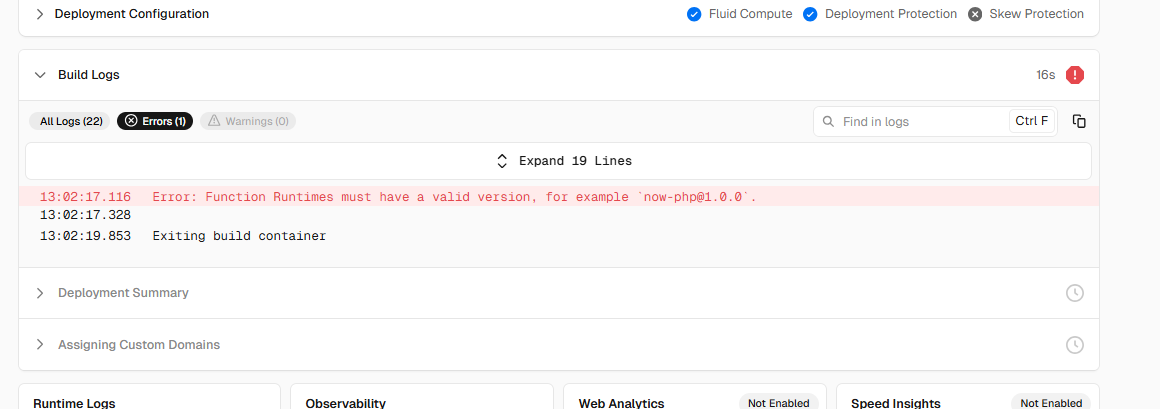 Deployment Configuration Fluid Compute Deployment Protection Skew Protection
Build Logs 16s
All Logs (22) Errors (1) Warnings (0) Find in logs Ctrl F
Expand 19 Lines
13:02:17.116 Error: Function Runtimes must have a valid version, for example `now-php@1.0.0`.
13:02:17.328
13:02:19.853 Exiting build container
Deployment Summary
Assigning Custom Domains
Runtime Logs Observability Web Analytics Not Enabled Speed Insights Not Enabled